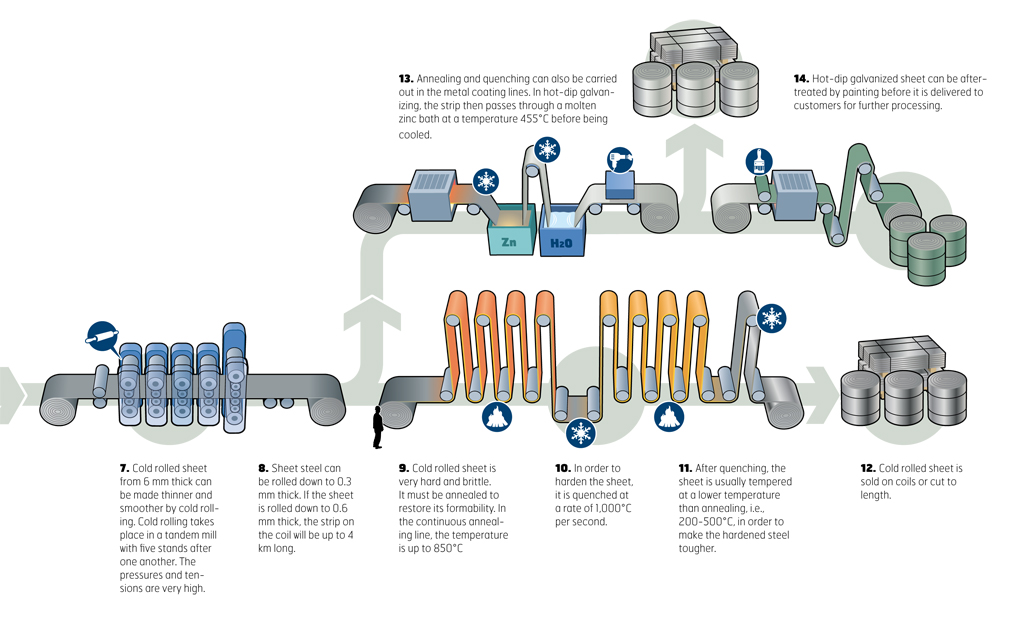 13. Annealing and quenching can also be carried
out in the metal coating lines. In hot-dip galvan-
izing, the strip then passes through a molten
zinc bath at a temperature 455°C before being
cooled.
14. Hot-dip galvanized sheet can be after-
treated by painting before it is delivered to
customers for further processing.
Zn
H2O
7. Cold rolled sheet
from 6 mm thick can
be made thinner and
smoother by cold roll-
ing. Cold rolling takes
place in a tandem mill
with five stands after
one another. The
pressures and ten-
sions are very high.
8. Sheet steel can
be rolled down to 0.3
mm thick. If the sheet
is rolled down to 0.6
mm thick, the strip on
the coil will be up to 4
km long.
9. Cold rolled sheet is
very hard and brittle.
It must be annealed to
restore its formability. In
the continuous anneal-
ing line, the temperature
is up to 850°C
10. In order to
harden the sheet,
it is quenched at
a rate of 1,000°C
per second.
11. After quenching, the
sheet is usually tempered
at a lower temperature
than annealing, i.e.,
200-500°C, in order to
make the hardened steel
tougher.
12. Cold rolled sheet is
sold on coils or cut to
length.